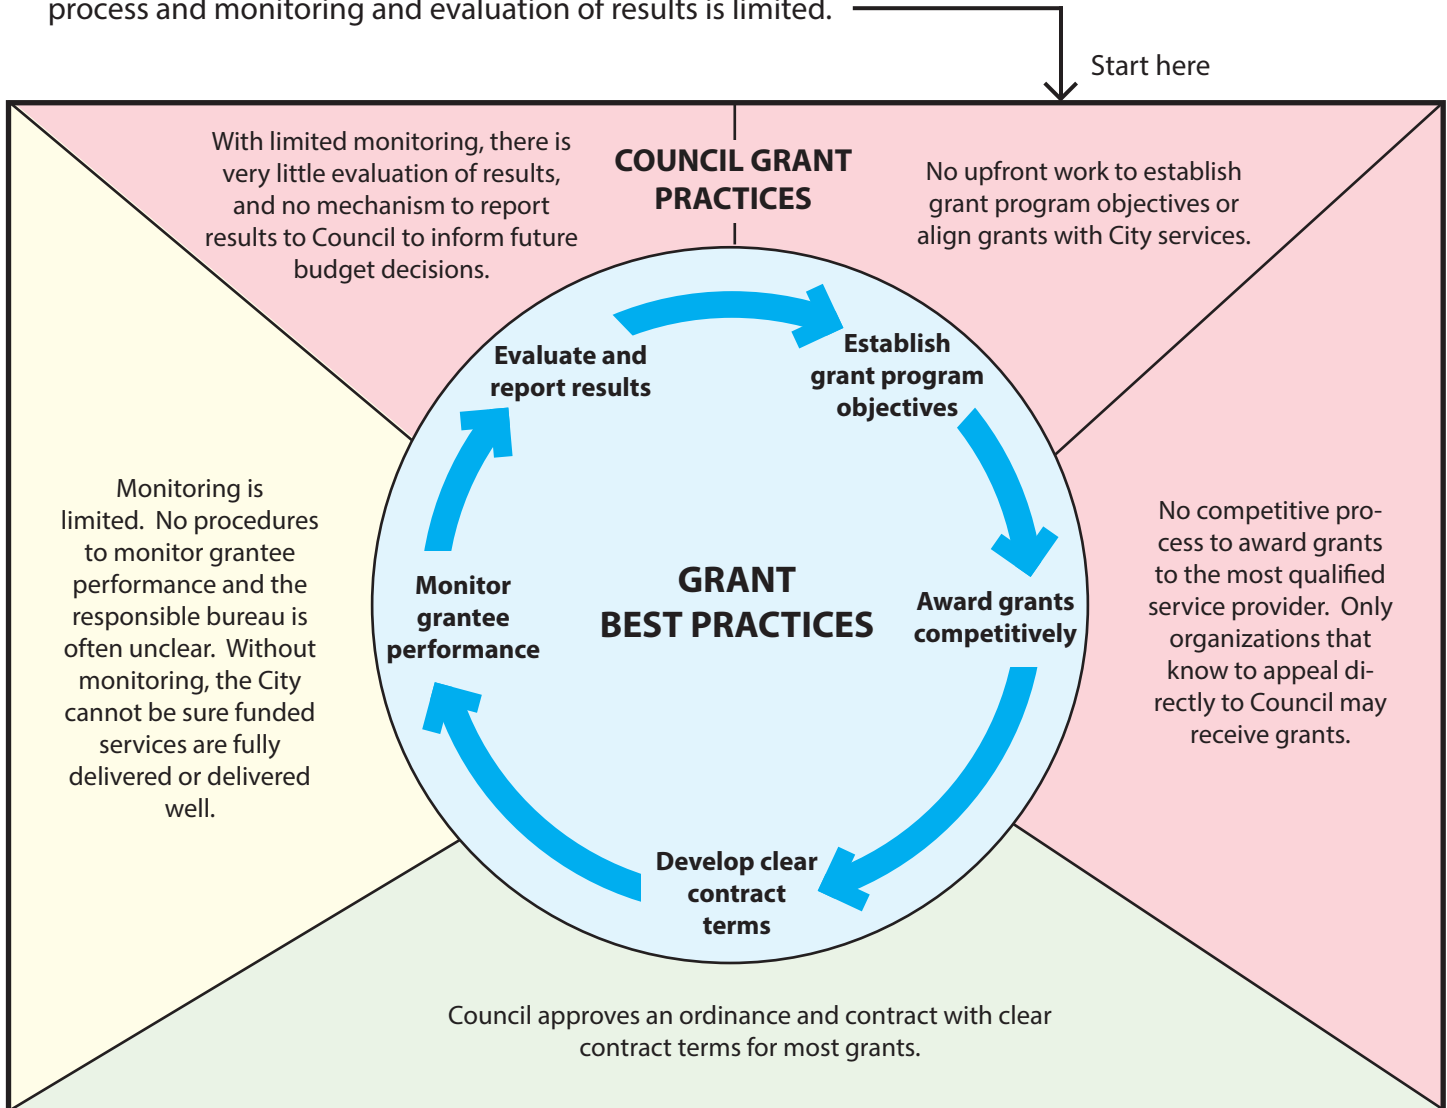 process and monitoring and evaluation of results is limited.
Start here
COUNCIL GRANT
PRACTICES
No upfront work to establish
grant program objectives or
align grants with City services.
No competitive pro-
cess to award grants
to the most qualified
service provider.  Only
organizations that
know to appeal di-
rectly to Council may
receive grants.
Council approves an ordinance and contract with clear
contract terms for most grants.
Monitoring is
limited.  No procedures
to monitor grantee
performance and the
responsible bureau is
often unclear.  Without
monitoring, the City
cannot be sure funded
services are fully
delivered or delivered
well.
With limited monitoring, there is
very little evaluation of results,
and no mechanism to report
results to Council to inform future
budget decisions.
GRANT
BEST PRACTICES
Establish
grant program
objectives
Award grants
competitively
Develop clear
contract
terms
Monitor
grantee
performance
Evaluate and
report results